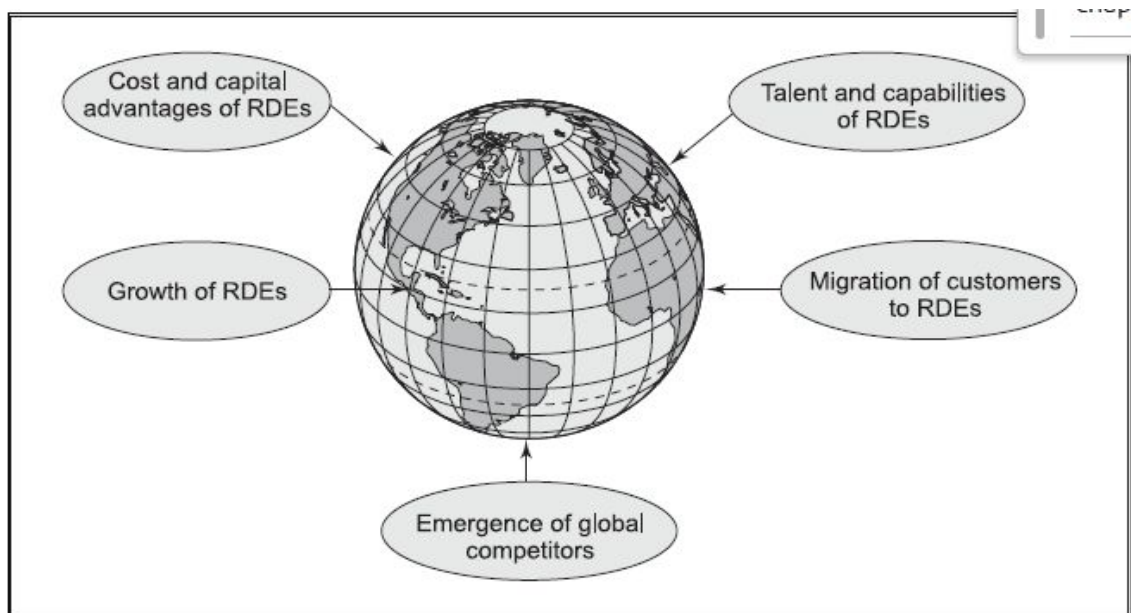 Cost and capital
advantages of RDEs
Talent and capabilities
of RDEs
Growth of RDEs
Migration of customers
to RDEs
Emergence of global
competitors